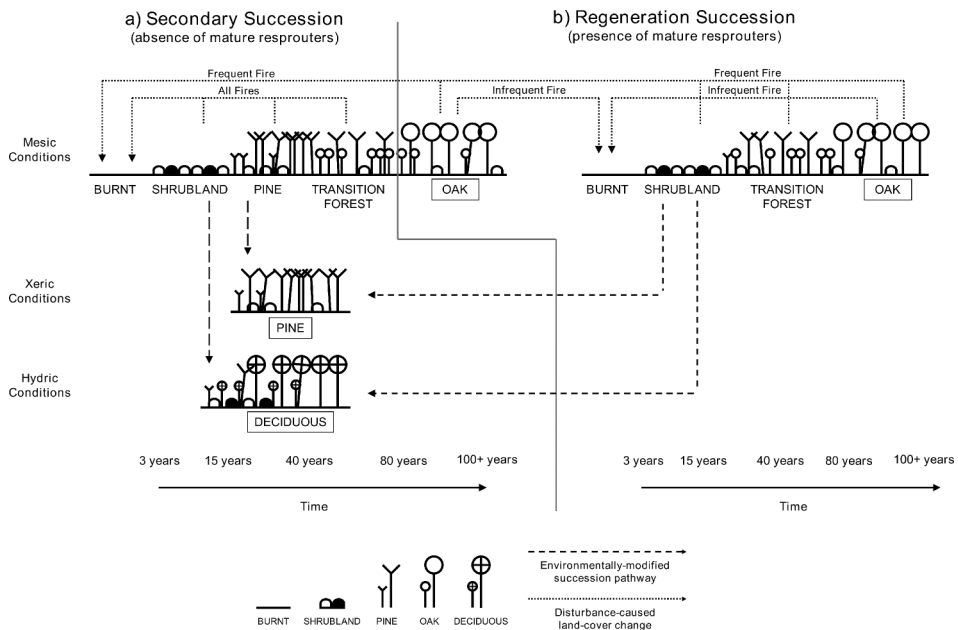 a) Secondary Succession
(absence of mature resprouters)
b) Regeneration Succession
(presence of mature resprouters)
Frequent Fire
All Fires
Infrequent Fire
Frequent Fire
Infrequent Fire
Mesic
Conditions
BURNT
SHRUBLAND
PINE
TRANSITION
FOREST
OAK
BURNT
SHRUBLAND
TRANSITION
FOREST
OAK
Xeric
Conditions
PINE
Hydric
Conditions
DECIDUOUS
3 years
15 years
40 years
80 years
100+ years
Time
3 years
15 years
40 years
80 years
100+ years
Time
BURNT
SHRUBLAND
PINE
OAK
DECIDUOUS
Environmentally-modified
succession pathway
Disturbance-caused
land-cover change